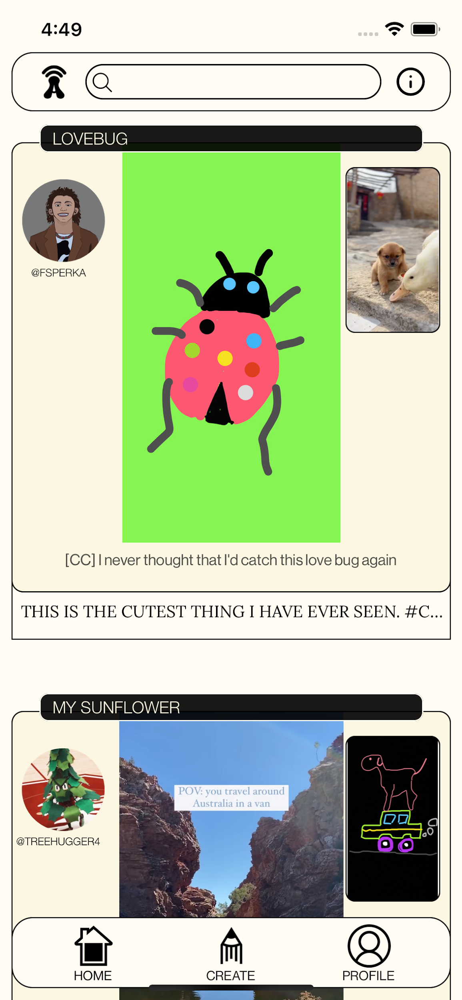 4:49
LOVEBUG
@FSPERKA
[CC] I never thought that I'd catch this love bug again
THIS IS THE CUTEST THING I HAVE EVER SEEN. #C...
MY SUNFLOWER
POV: you travel around
Australia in a van
@TREEHUGGER4
HOME
CREATE
PROFILE